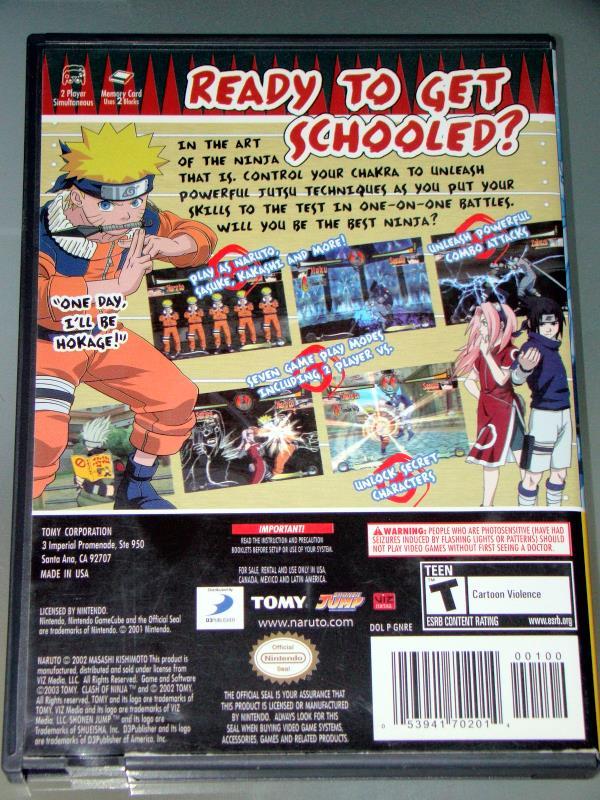 2 Player
Simultaneous
Memory Card
Uses 2 Blocks
READY TO GET
SCHOOLED?
IN THE ART
OF THE NINJA
THAT IS. CONTROL YOUR CHAKRA TO UNLEASH
POWERFUL JUTSU TECHNIQUES AS YOU PUT YOUR
SKILLS TO THE TEST IN ONE-ON-ONE BATTLES.
WILL YOU BE THE BEST NINJA?
PLAY AS NARUTO,
SASUKE, KAKASHI AND MORE!
UNLEASH POWERFUL
COMBO ATTACKS
"ONE DAY,
I'LL BE
HOKAGE!"
SEVEN GAME PLAY MODES
INCLUDING 2 PLAYER VS.
UNLOCK SECRET
CHARACTERS
TOMY CORPORATION
3 Imperial Promenade, Ste 950
Santa Ana, CA 92707
MADE IN USA
IMPORTANT!
READ THE INSTRUCTION AND PRECAUTION
BOOKLETS BEFORE SETUP OR USE OF YOUR SYSTEM.
FOR SALE, RENTAL AND USE ONLY IN USA,
CANADA, MEXICO AND LATIN AMERICA.
WARNING: PEOPLE WHO ARE PHOTOSENSITIVE (HAVE HAD
SEIZURES INDUCED BY FLASHING LIGHTS OR PATTERNS) SHOULD
NOT PLAY VIDEO GAMES WITHOUT FIRST SEEING A DOCTOR.
LICENSED BY NINTENDO.
Nintendo, Nintendo GameCube and the Official Seal
are trademarks of Nintendo. © 2001 Nintendo.
Distributed by
D3PUBLISHER
TOMY
SHONEN JUMP
VIZ
media
www.naruto.com
DOL P GNRE
TEEN
T
Cartoon Violence
ESRB CONTENT RATING
www.esrb.org
NARUTO © 2002 MASASHI KISHIMOTO This product is
manufactured, distributed and sold under license from
VIZ Media, LLC. All Rights Reserved. Game and Software
©2003 TOMY. CLASH OF NINJA ™ and © 2002 TOMY.
All Rights reserved. TOMY and its logo are trademarks of
TOMY. VIZ Media and its logo are trademarks of VIZ
Media, LLC. SHONEN JUMP ™ and its logo are
Trademarks of SHUEISHA, Inc. D3Publisher and its logo
are trademarks of D3Publisher of America, Inc.
Official
Nintendo
Seal
THE OFFICIAL SEAL IS YOUR ASSURANCE THAT
THIS PRODUCT IS LICENSED OR MANUFACTURED
BY NINTENDO. ALWAYS LOOK FOR THIS
SEAL WHEN BUYING VIDEO GAME SYSTEMS,
ACCESSORIES, GAMES AND RELATED PRODUCTS.
00100
0 53941 70201 4